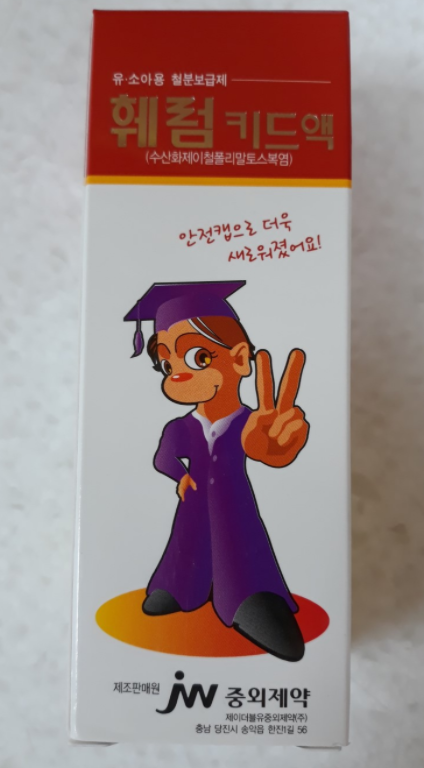 유·소아용 철분보급제
훼럼 키드액
(수산화제이철폴리말토스복염)
안전캡으로 더욱
새로워졌어요!
제조판매원 JW 중외제약
제이더블유중외제약(주)
충남 당진시 송악읍 한진1길 56